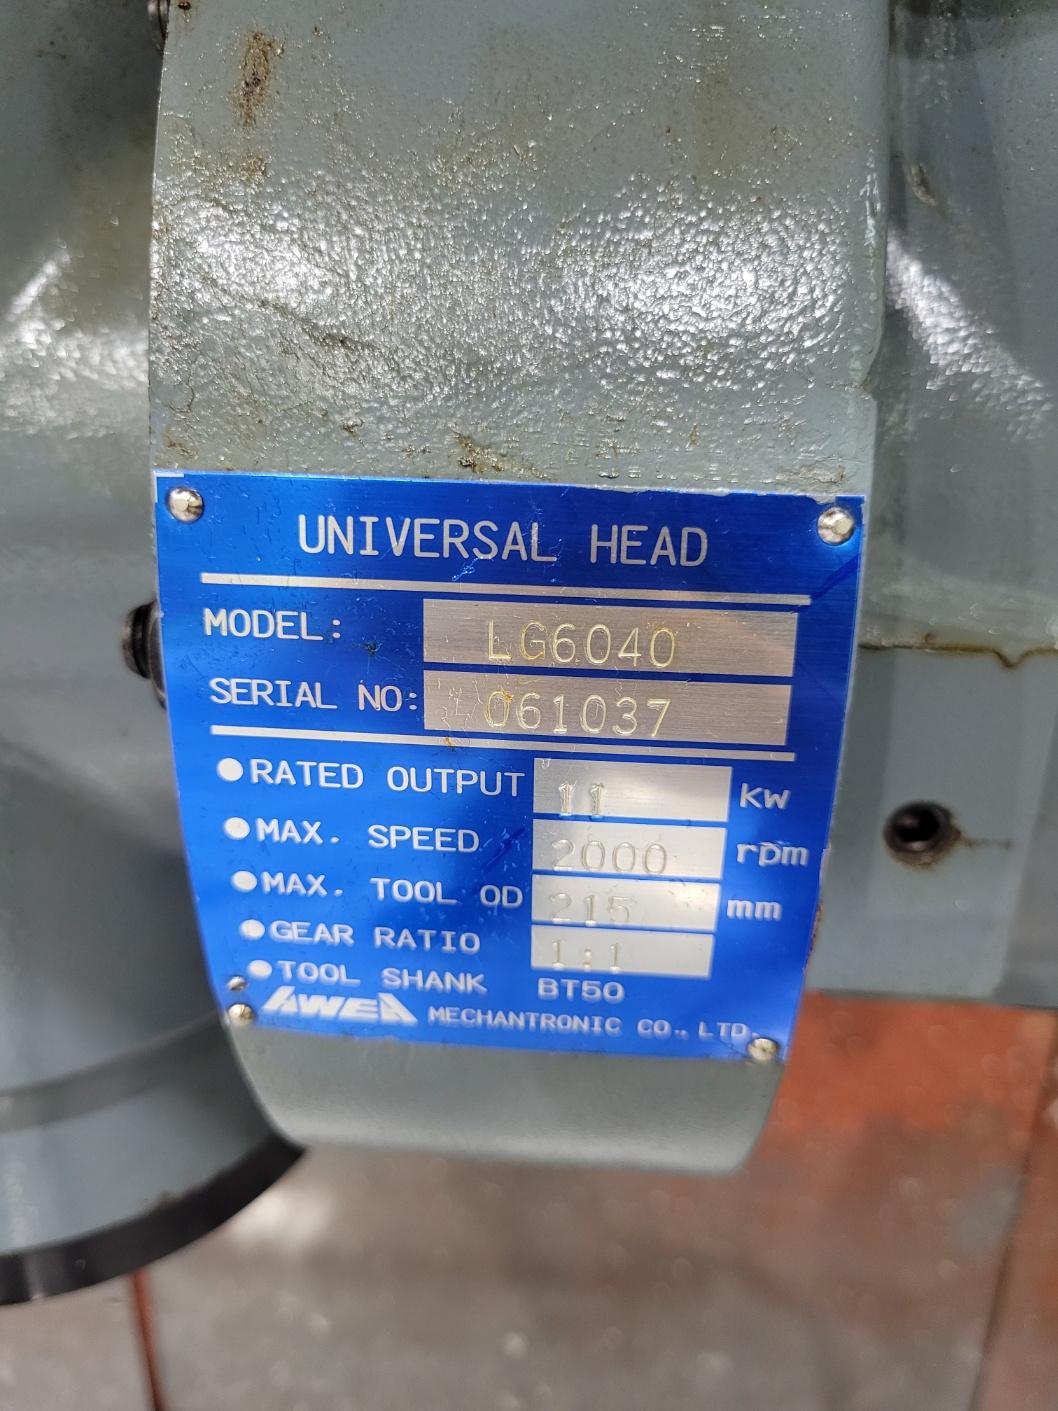 UNIVERSAL HEAD
MODEL: LG6040
SERIAL NO: 061037
RATED OUTPUT 11 KW
MAX. SPEED 2000 rpm
MAX. TOOL OD 215 mm
GEAR RATIO 1:1
TOOL SHANK BT50
AWEA MECHANTRONIC CO., LTD.